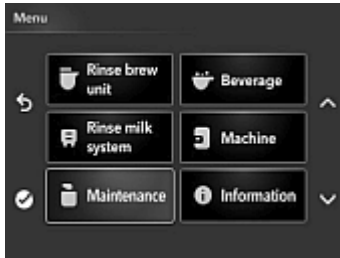 Menu
Rinse brew
unit
Beverage
Rinse milk
system
Machine
Maintenance
Information